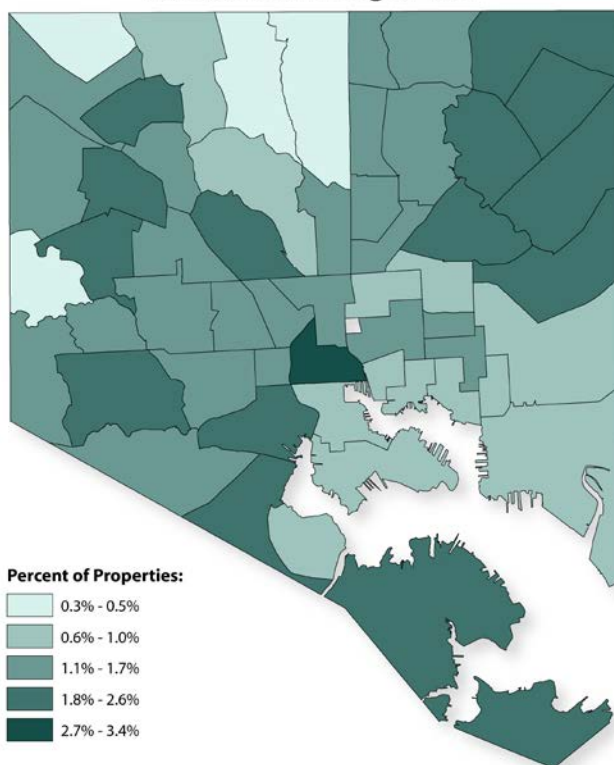 Percent of Properties:
0.3% - 0.5%
0.6% - 1.0%
1.1% - 1.7%
1.8% - 2.6%
2.7% - 3.4%